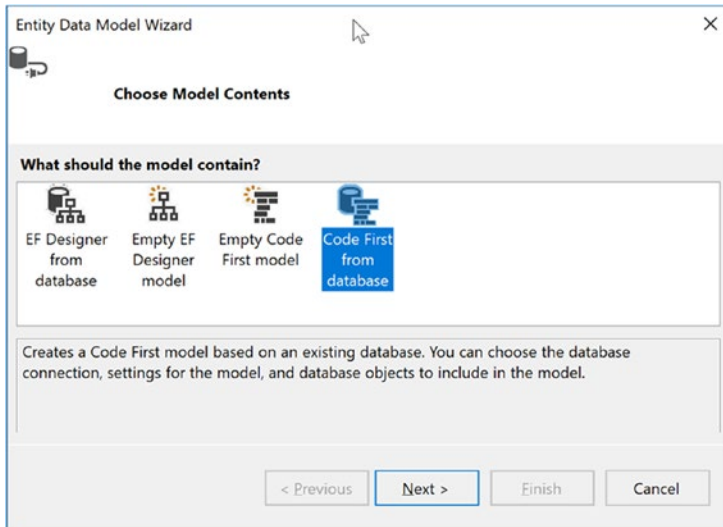 Entity Data Model Wizard
Choose Model Contents
What should the model contain?
EF Designer
from
database
Empty EF
Designer
model
Empty Code
First model
Code First
from
database
Creates a Code First model based on an existing database. You can choose the database
connection, settings for the model, and database objects to include in the model.
< Previous
Next >
Finish
Cancel